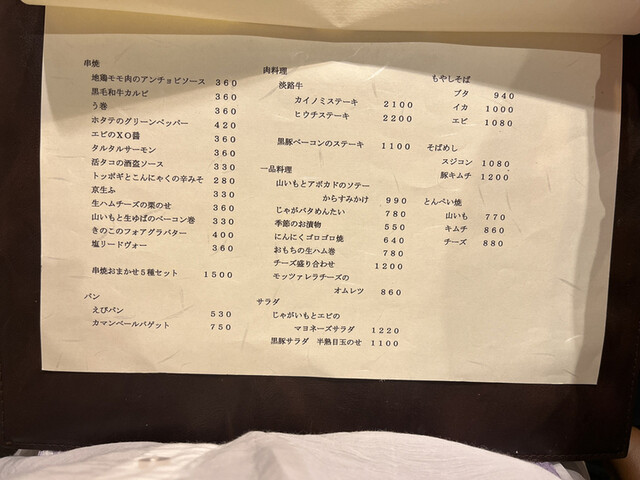 串焼
地鶏モモ肉のアンチョビソース 360
黒毛和牛カルビ 360
う巻 360
ホタテのグリーンペッパー 420
エビのXO醤 330
タルタルサーモン 360
活タコの酒盗ソース 330
トッポギとこんにゃくの辛みそ 280
京生ふ 330
生ハムチーズの栗のせ 360
山いもと生ゆばのベーコン巻 330
きのこのフォアグラバター 400
塩リードヴォー 360
串焼おまかせ5種セット 1500
パン
えびパン 530
カマンベールバゲット 750
肉料理
淡路牛
カイノミステーキ 2100
ヒウチステーキ 2200
黒豚ベーコンのステーキ 1100
一品料理
山いもとアボカドのソテー
からすみかけ 990
じゃがバタめんたい 780
季節のお漬物 550
にんにくゴロゴロ焼 640
おもちの生ハム巻 780
チーズ盛り合わせ 1200
モッツァレラチーズの
オムレツ 860
サラダ
じゃがいもとエビの
マヨネーズサラダ 1220
黒豚サラダ 半熟目玉のせ 1100
もやしそば
ブタ 940
イカ 1000
エビ 1080
そばめし
スジコン 1080
豚キムチ 1200
とんぺい焼
山いも 770
キムチ 860
チーズ 880